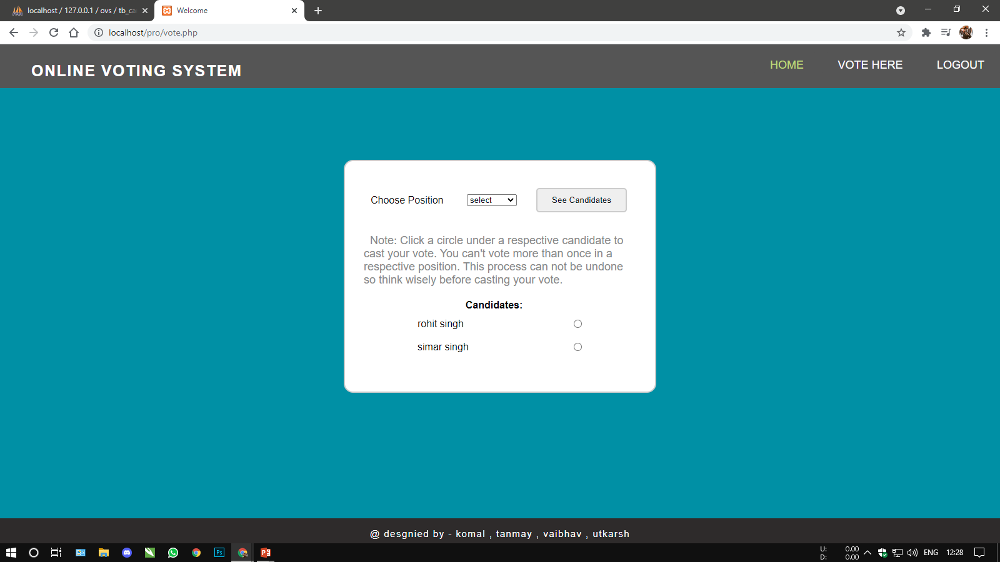 localhost / 127.0.0.1 / ovs / tb_ca
Welcome
localhost/pro/vote.php
ONLINE VOTING SYSTEM
HOME
VOTE HERE
LOGOUT
Choose Position
select
See Candidates
Note: Click a circle under a respective candidate to
cast your vote. You can't vote more than once in a
respective position. This process can not be undone
so think wisely before casting your vote.
Candidates:
rohit singh
simar singh
@ desgnied by - komal , tanmay , vaibhav , utkarsh
Ps
P
U: 0.00
D: 0.00
ENG
12:28